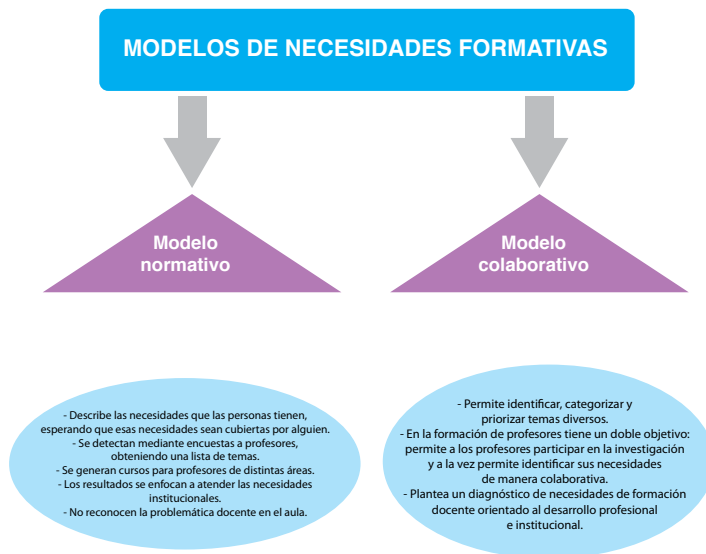 MODELOS DE NECESIDADES FORMATIVAS
Modelo
normativo
Modelo
colaborativo
- Describe las necesidades que las personas tienen,
esperando que esas necesidades sean cubiertas por alguien.
- Se detectan mediante encuestas a profesores,
obteniendo una lista de temas.
- Se generan cursos para profesores de distintas áreas.
- Los resultados se enfocan a atender las necesidades
institucionales.
- No reconocen la problemática docente en el aula.
- Permite identificar, categorizar y
priorizar temas diversos.
- En la formación de profesores tiene un doble objetivo:
permite a los profesores participar en la investigación
y a la vez permite identificar sus necesidades
de manera colaborativa.
- Plantea un diagnóstico de necesidades de formación
docente orientado al desarrollo profesional
e institucional.